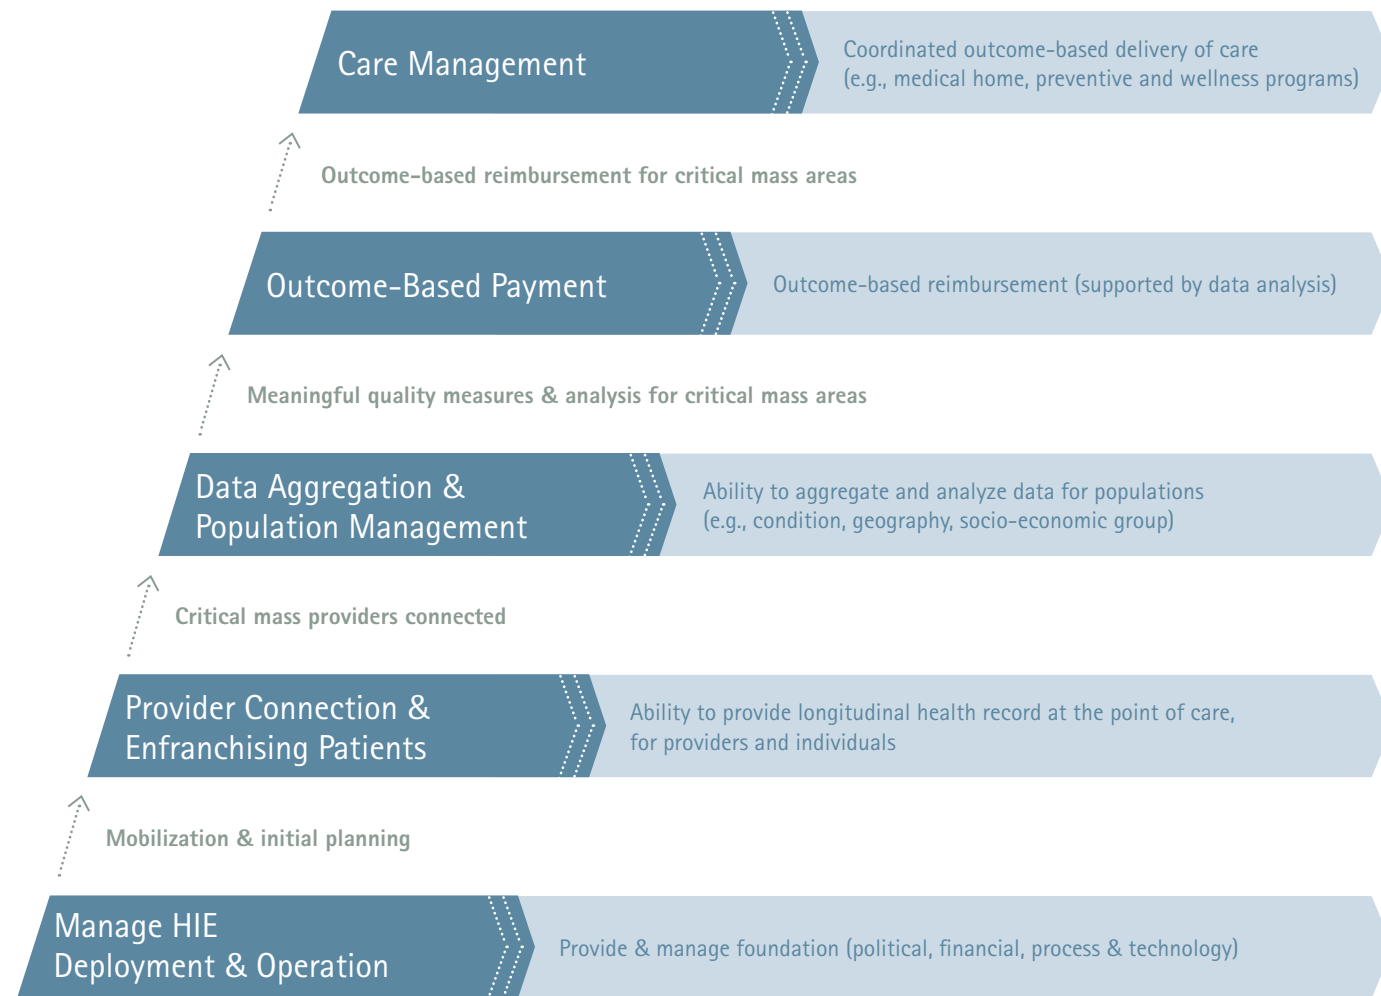 Care Management
Coordinated outcome-based delivery of care
(e.g., medical home, preventive and wellness programs)
Outcome-based reimbursement for critical mass areas
Outcome-Based Payment
Outcome-based reimbursement (supported by data analysis)
Meaningful quality measures & analysis for critical mass areas
Data Aggregation &
Population Management
Ability to aggregate and analyze data for populations
(e.g., condition, geography, socio-economic group)
Critical mass providers connected
Provider Connection &
Enfranchising Patients
Ability to provide longitudinal health record at the point of care,
for providers and individuals
Mobilization & initial planning
Manage HIE
Deployment & Operation
Provide & manage foundation (political, financial, process & technology)